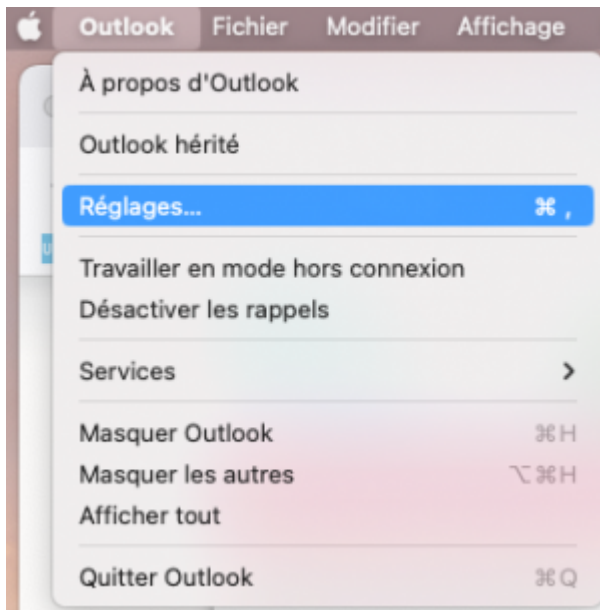 Outlook Fichier Modifier Affichage
À propos d'Outlook
Outlook hérité
Réglages... ⌘ ,
Travailler en mode hors connexion
Désactiver les rappels
Services
Masquer Outlook ⌘H
Masquer les autres ⌥⌘H
Afficher tout
Quitter Outlook ⌘Q